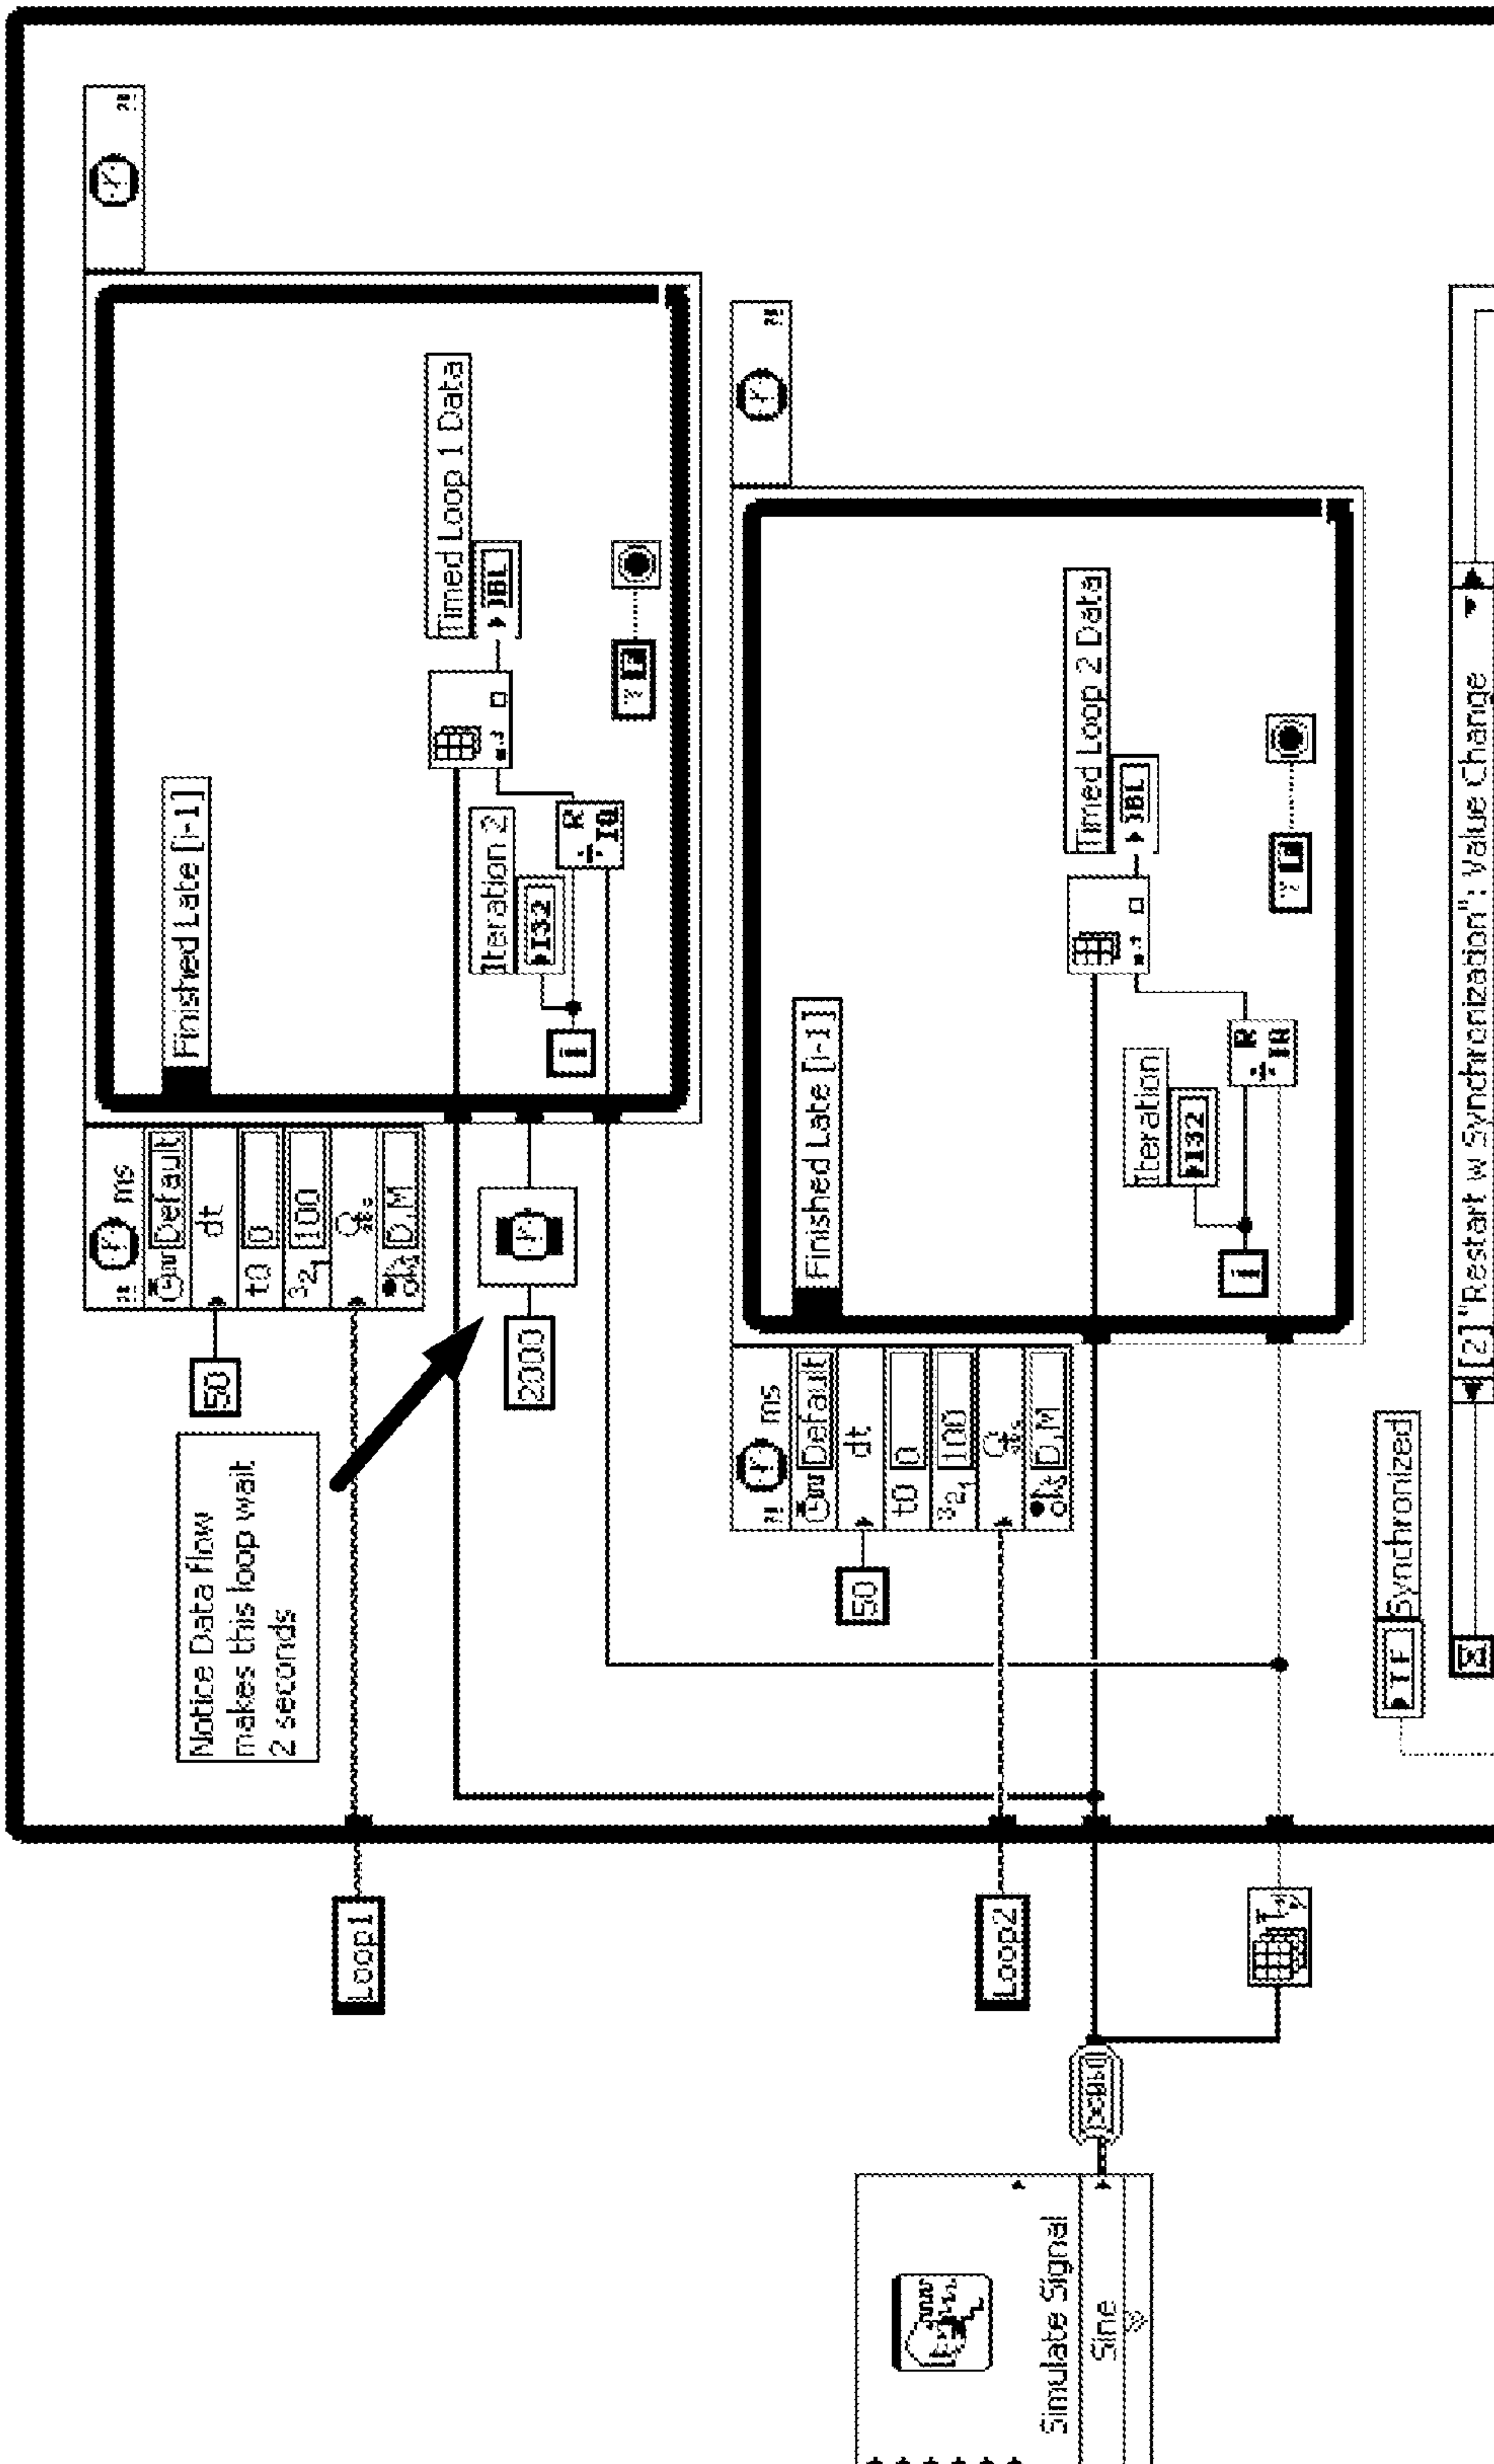 Notice Data flow
makes this loop wait
2 seconds
50
ms
Default
dt
t0 0
100
D,M
Finished Late [i-1]
Timed Loop 1 Data
DBL
Iteration 2
I32
i
R
IQ
2000
Loop1
50
ms
Default
dt
t0 0
100
D,M
Finished Late [i-1]
Timed Loop 2 Data
DBL
Iteration
I32
i
R
IQ
Loop2
Simulate Signal
Sine
Synchronized
TF
[2] "Restart w Synchronization": Value Change